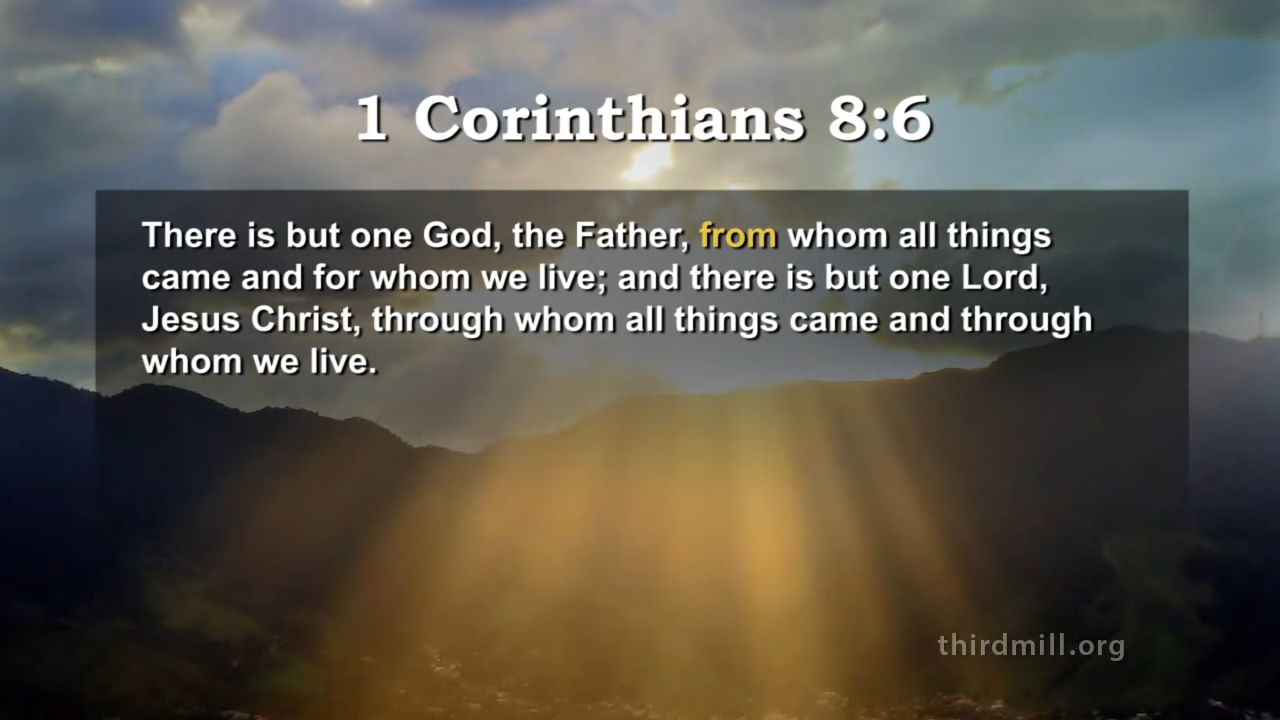 1 Corinthians 8:6
There is but one God, the Father, from whom all things
came and for whom we live; and there is but one Lord,
Jesus Christ, through whom all things came and through
whom we live.
thirdmill.org